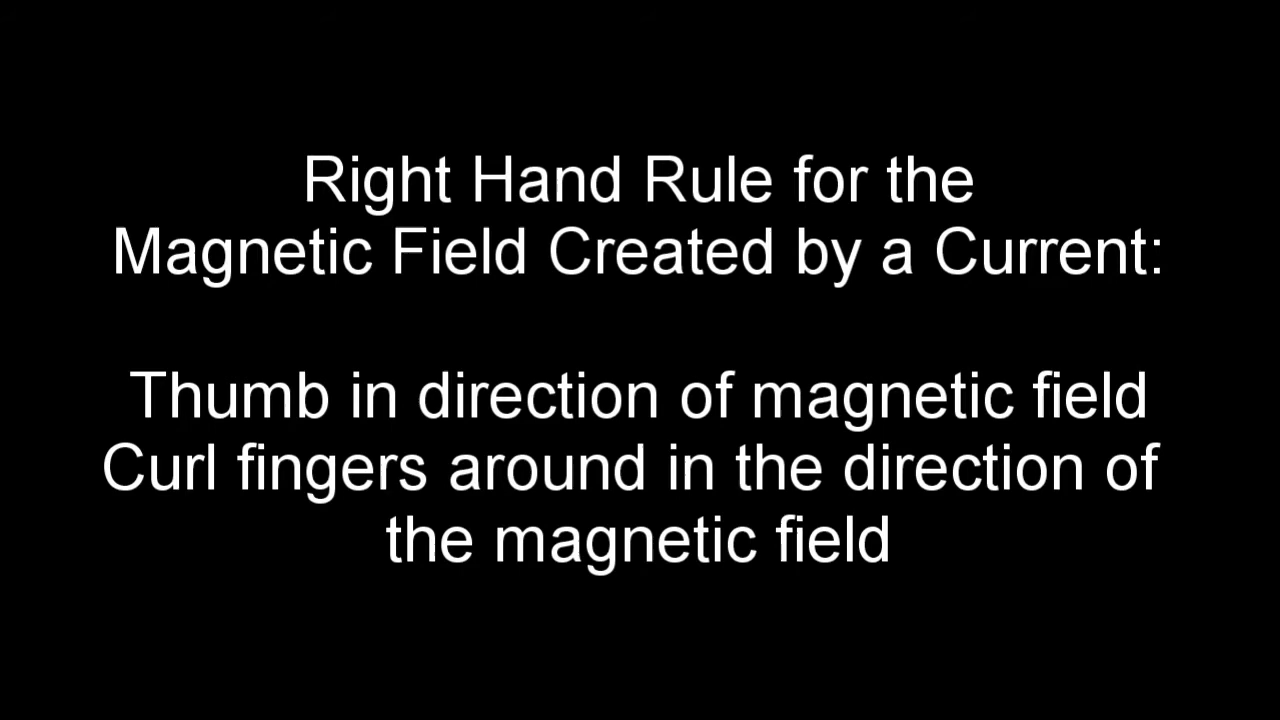 Right Hand Rule for the
Magnetic Field Created by a Current:
Thumb in direction of magnetic field
Curl fingers around in the direction of
the magnetic field